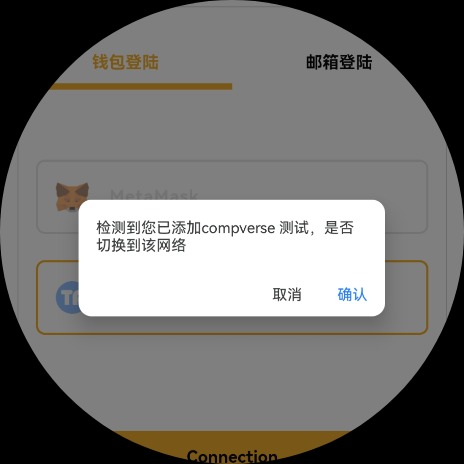 钱包登陆 邮箱登陆
MetaMask
检测到您已添加compverse 测试，是否
切换到该网络
取消 确认
Connection